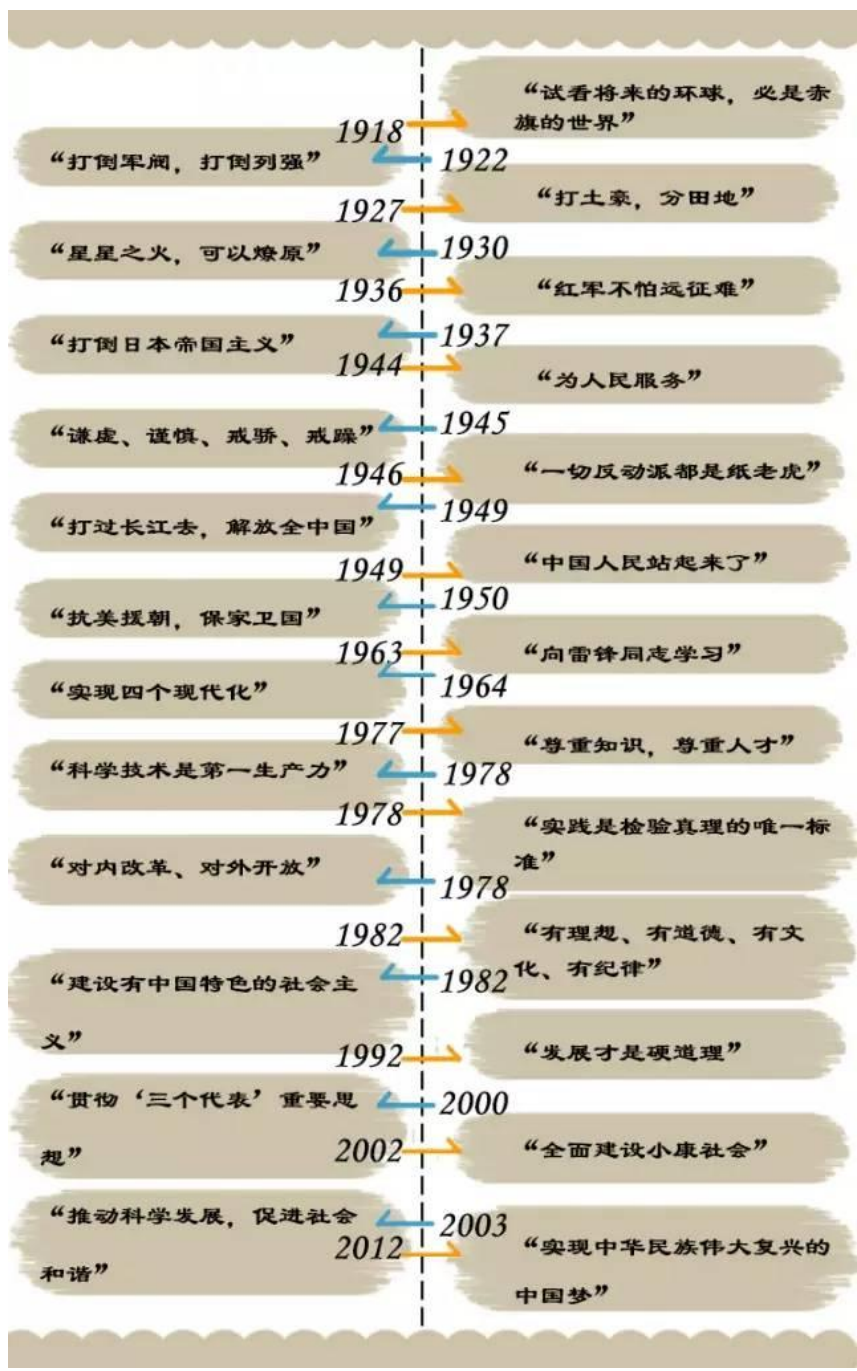 1918
“试看将来的环球，必是赤
旗的世界”
“打倒军阀，打倒列强”
1922
1927
“打土豪，分田地”
“星星之火，可以燎原”
1930
1936
“红军不怕远征难”
“打倒日本帝国主义”
1937
1944
“为人民服务”
“谦虚、谨慎、戒骄、戒躁”
1945
1946
“一切反动派都是纸老虎”
“打过长江去，解放全中国”
1949
1949
“中国人民站起来了”
“抗美援朝，保家卫国”
1950
1963
“向雷锋同志学习”
“实现四个现代化”
1964
1977
“尊重知识，尊重人才”
“科学技术是第一生产力”
1978
1978
“实践是检验真理的唯一标
准”
“对内改革、对外开放”
1978
1982
“有理想、有道德、有文
化、有纪律”
“建设有中国特色的社会主
义”
1982
1992
“发展才是硬道理”
“贯彻‘三个代表’重要思
想”
2000
2002
“全面建设小康社会”
“推动科学发展，促进社会
和谐”
2003
2012
“实现中华民族伟大复兴的
中国梦”